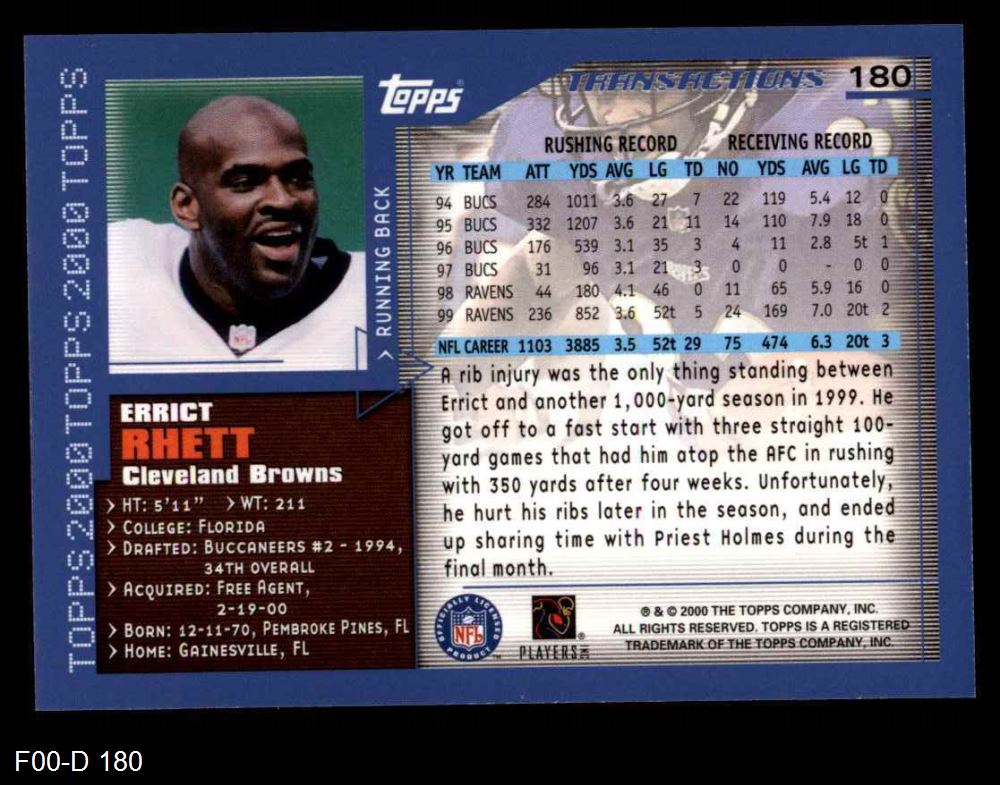 TOPPS 2000 TOPPS 2000 TOPPS 2000 TOPPS
TOPPS
TRANSACTIONS 180
> RUNNING BACK
RUSHING RECORD RECEIVING RECORD
YR TEAM ATT YDS AVG LG TD NO YDS AVG LG TD
94 BUCS 284 1011 3.6 27 7 22 119 5.4 12 0
95 BUCS 332 1207 3.6 21 11 14 110 7.9 18 0
96 BUCS 176 539 3.1 35 3 4 11 2.8 5t 1
97 BUCS 31 96 3.1 21 3 0 0 - 0 0
98 RAVENS 44 180 4.1 46 0 11 65 5.9 16 0
99 RAVENS 236 852 3.6 52t 5 24 169 7.0 20t 2
NFL CAREER 1103 3885 3.5 52t 29 75 474 6.3 20t 3
A rib injury was the only thing standing between
Errict and another 1,000-yard season in 1999. He
got off to a fast start with three straight 100-
yard games that had him atop the AFC in rushing
with 350 yards after four weeks. Unfortunately,
he hurt his ribs later in the season, and ended
up sharing time with Priest Holmes during the
final month.
ERRICT
RHETT
Cleveland Browns
> HT: 5'11" > WT: 211
> COLLEGE: FLORIDA
> DRAFTED: BUCCANEERS #2 - 1994,
34TH OVERALL
> ACQUIRED: FREE AGENT,
2-19-00
> BORN: 12-11-70, PEMBROKE PINES, FL
> HOME: GAINESVILLE, FL
OFFICIALLY LICENSED
NFL
PRODUCT
PLAYERS INC
® & © 2000 THE TOPPS COMPANY, INC.
ALL RIGHTS RESERVED. TOPPS IS A REGISTERED
TRADEMARK OF THE TOPPS COMPANY, INC.
F00-D 180